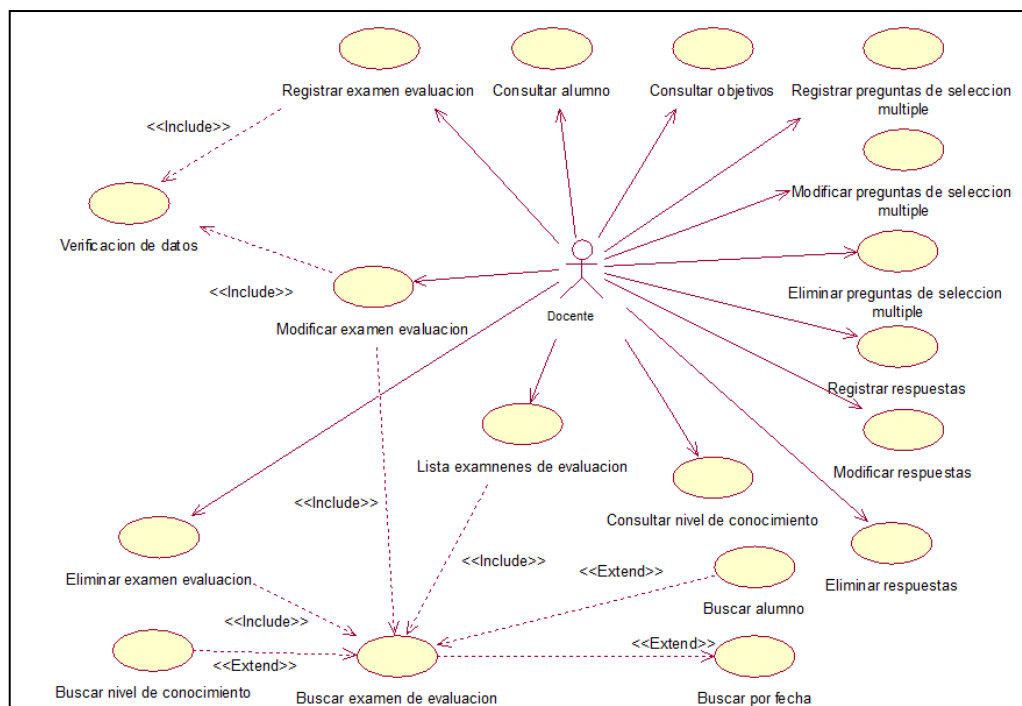 Registrar examen evaluacion
Consultar alumno
Consultar objetivos
Registrar preguntas de seleccion
multiple
<<Include>>
Modificar preguntas de seleccion
multiple
Verificacion de datos
<<Include>>
Modificar examen evaluacion
Docente
Eliminar preguntas de seleccion
multiple
Registrar respuestas
Lista examnenes de evaluacion
Modificar respuestas
<<Include>>
Consultar nivel de conocimiento
Eliminar examen evaluacion
<<Include>>
<<Extend>>
Eliminar respuestas
Buscar alumno
<<Include>>
<<Extend>>
<<Extend>>
Buscar nivel de conocimiento
Buscar examen de evaluacion
Buscar por fecha